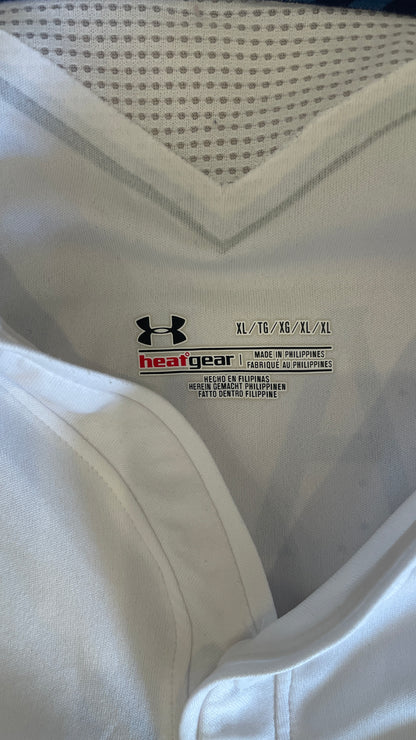 XL/TG/XG/XL/XL
heatgear
MADE IN PHILIPPINES
FABRIQUÉ AU PHILIPPINES
HECHO EN FILIPINAS
HEREIN GEMACHT PHILIPPINEN
FATTO DENTRO FILIPPINE